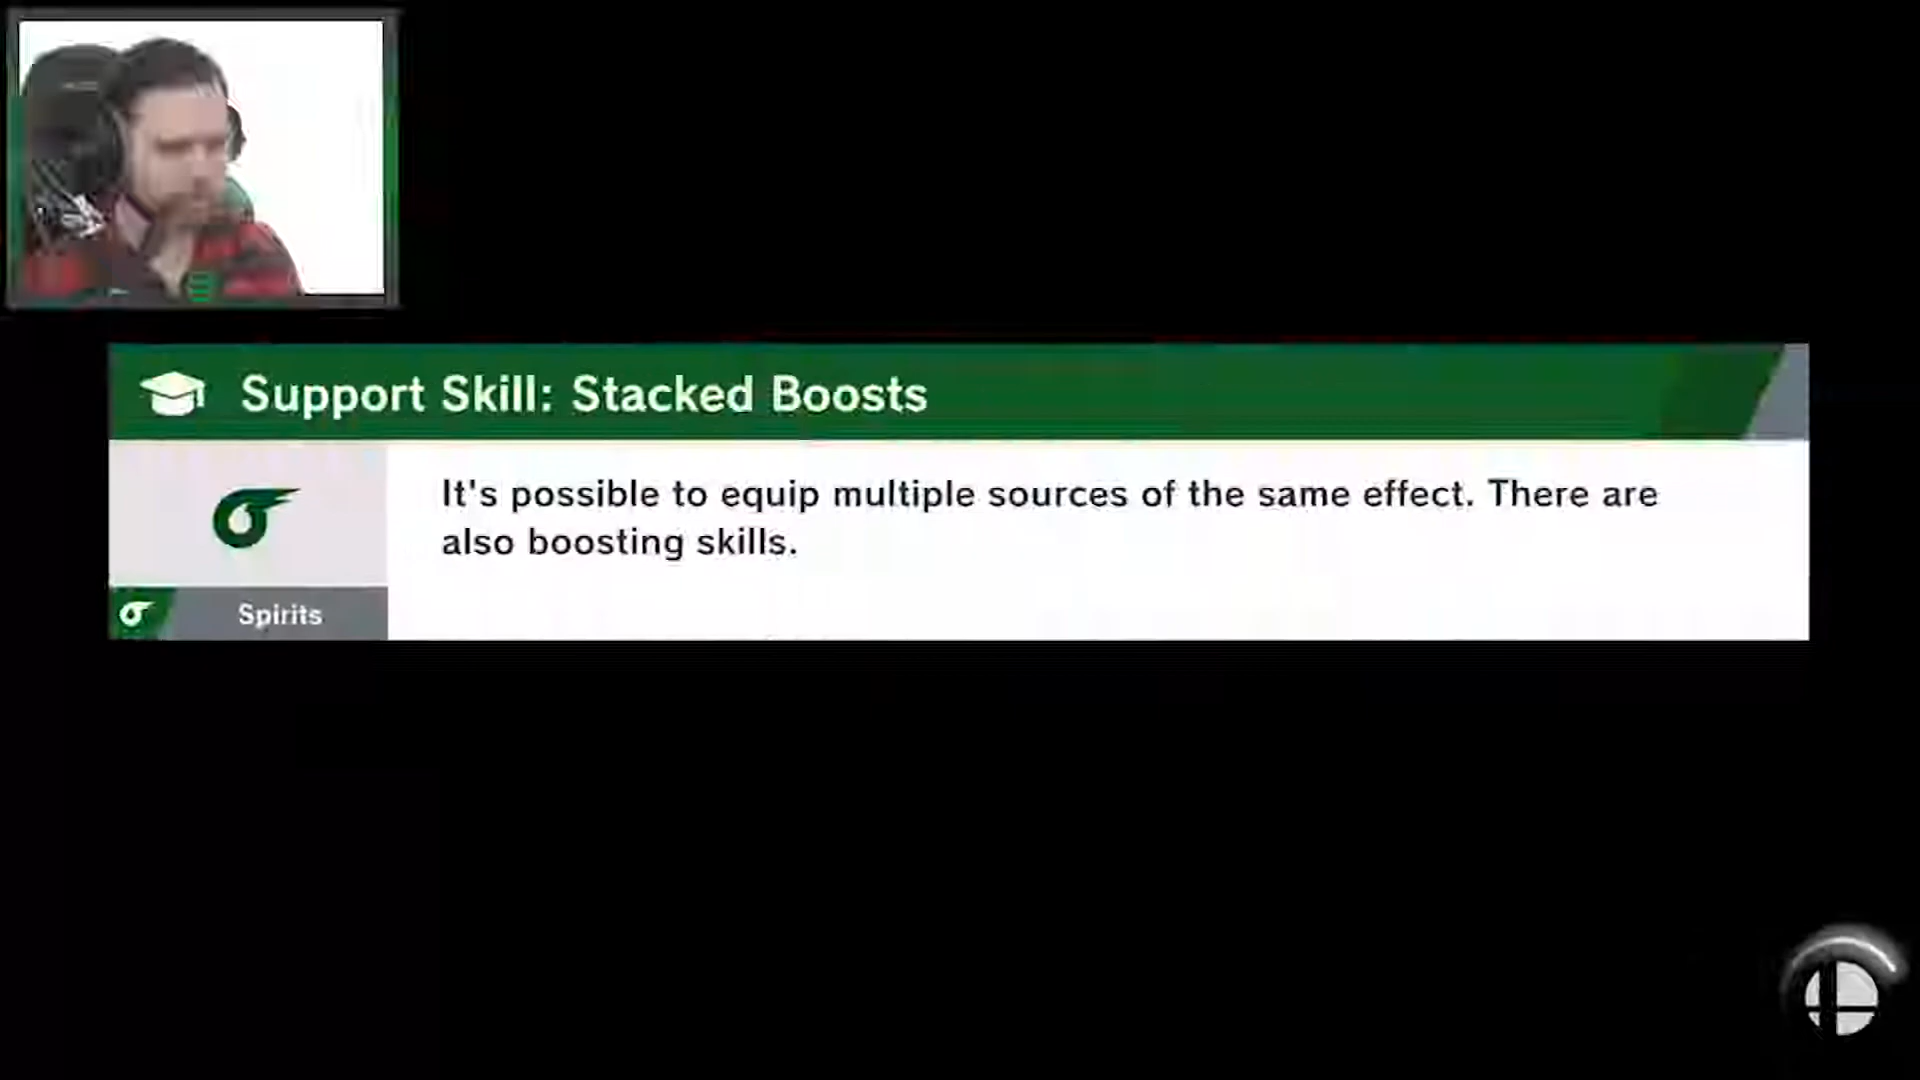 Support Skill: Stacked Boosts
It's possible to equip multiple sources of the same effect. There are
also boosting skills.
Spirits